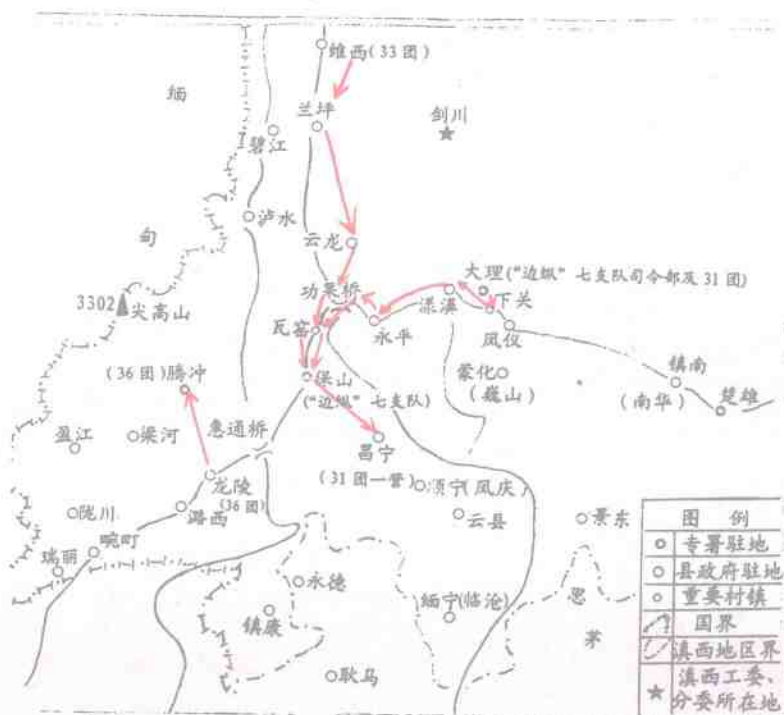 维西(33团)
缅
兰坪
剑川
碧江
泸水
甸
云龙
大理("边纵"七支队司令部及31团)
功果桥
下关
3302
尖高山
漾濞
永平
凤仪
瓦窑
镇南
(南华)
蒙化
(巍山)
楚雄
(36团)腾冲
保山
("边纵"七支队)
惠通桥
盈江
梁河
昌宁
(31团一营)
顺宁(凤庆)
龙陵
(36团)
潞西
云县
景东
陇川
畹町
瑞丽
永德
镇康
缅宁(临沧)
思
茅
耿马
图 例
专署驻地
县政府驻地
重要村镇
国界
滇西地区界
滇西工委、
分委所在地